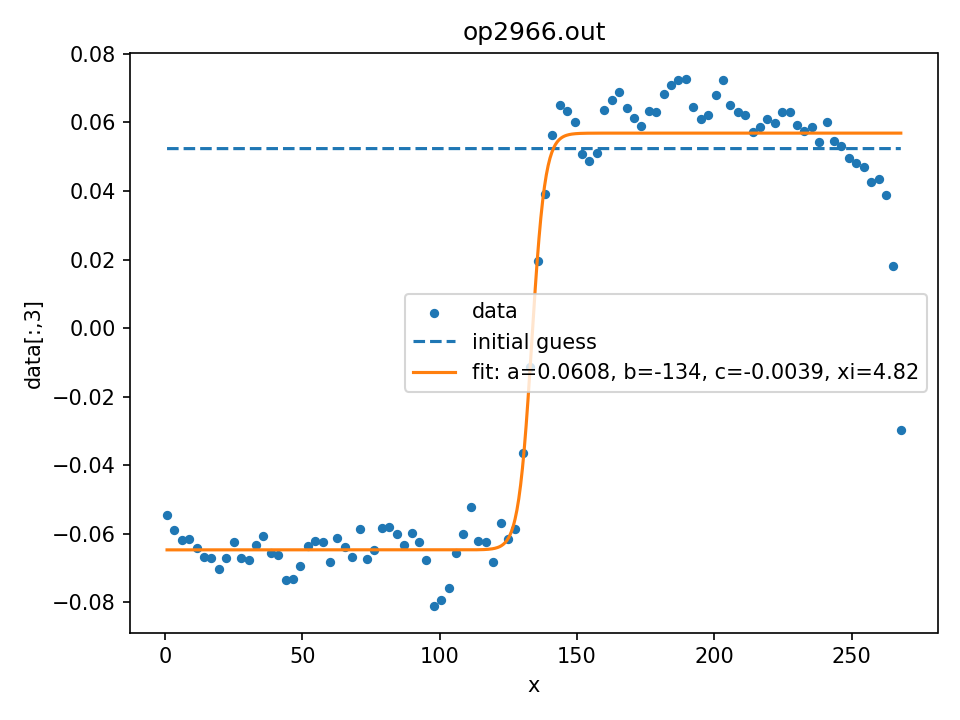 op2966.out
0.08
0.06
0.04
0.02
0.00
−0.02
−0.04
−0.06
−0.08
data[:,3]
data
initial guess
fit: a=0.0608, b=-134, c=-0.0039, xi=4.82
0 50 100 150 200 250
x